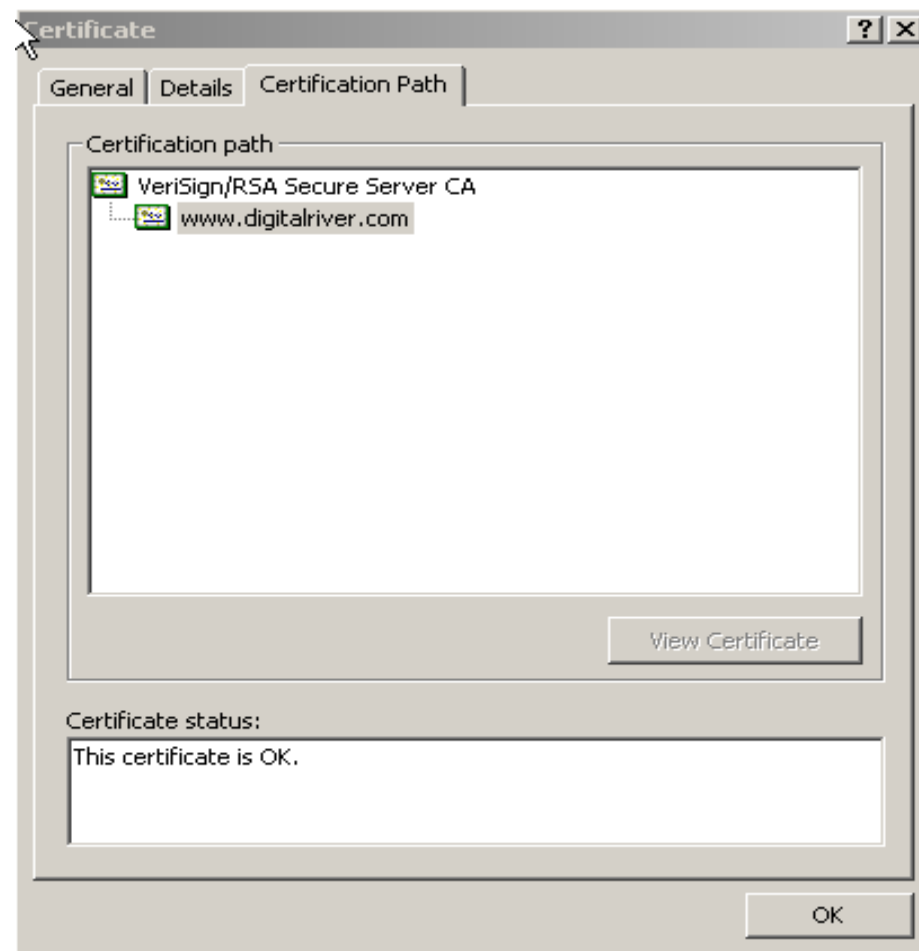 Certificate
General Details Certification Path
Certification path
VeriSign/RSA Secure Server CA
www.digitalriver.com
View Certificate
Certificate status:
This certificate is OK.
OK